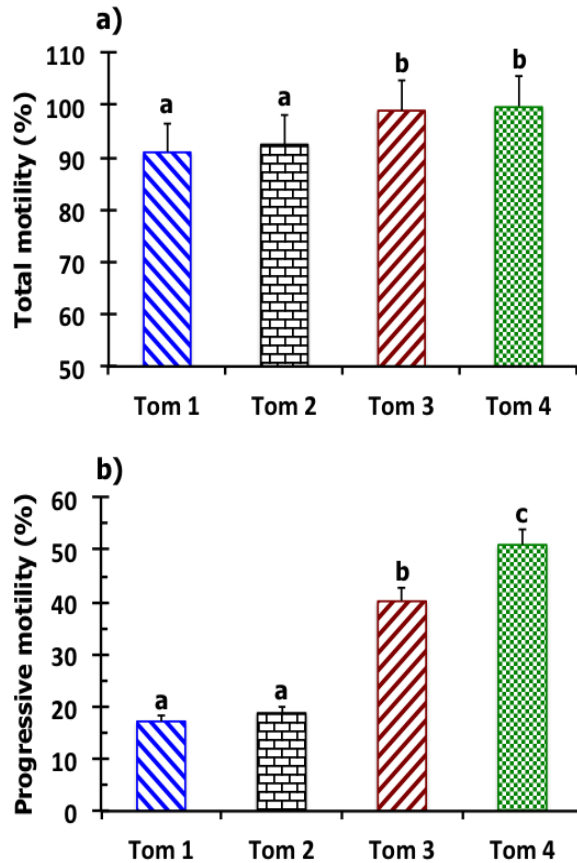 a)
Total motility (%)
110
100
90
80
70
60
50
a
a
b
b
Tom 1
Tom 2
Tom 3
Tom 4
b)
Progressive motility (%)
60
50
40
30
20
10
0
a
a
b
c
Tom 1
Tom 2
Tom 3
Tom 4